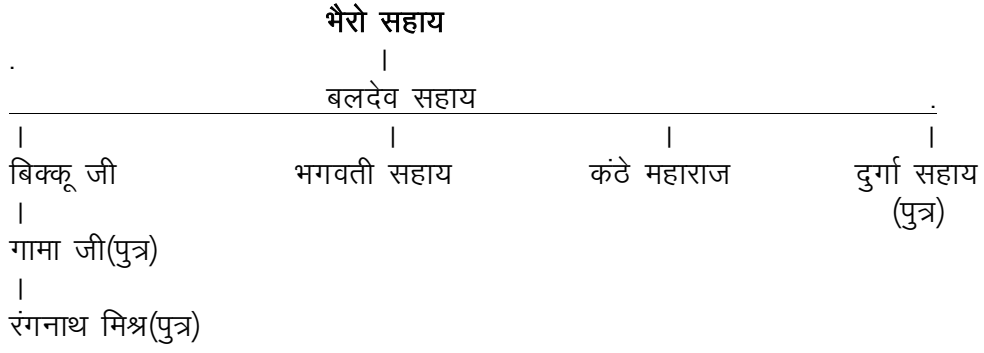 भैरो सहाय
. |
बलदेव सहाय .
| | | |
बिक्कू जी भगवती सहाय कंठे महाराज दुर्गा सहाय
| (पुत्र)
गामा जी(पुत्र)
|
रंगनाथ मिश्र(पुत्र)